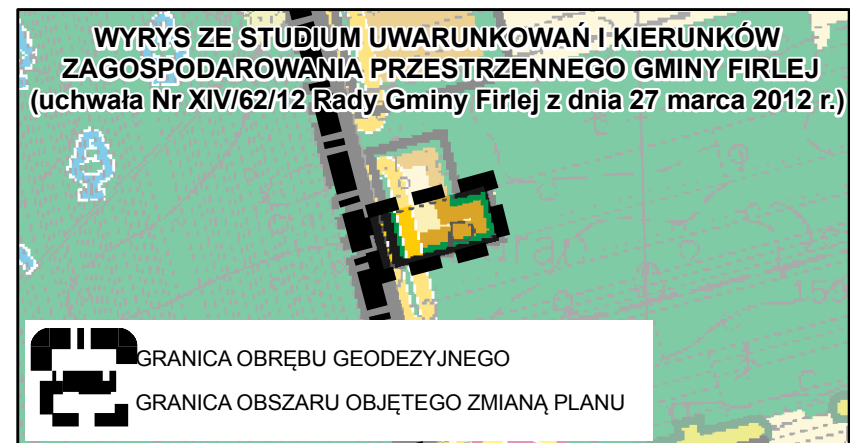 WYRYS ZE STUDIUM UWARUNKOWAŃ I KIERUNKÓW
ZAGOSPODAROWANIA PRZESTRZENNEGO GMINY FIRLEJ
(uchwała Nr XIV/62/12 Rady Gminy Firlej z dnia 27 marca 2012 r.)
GRANICA OBRĘBU GEODEZYJNEGO
GRANICA OBSZARU OBJĘTEGO ZMIANĄ PLANU